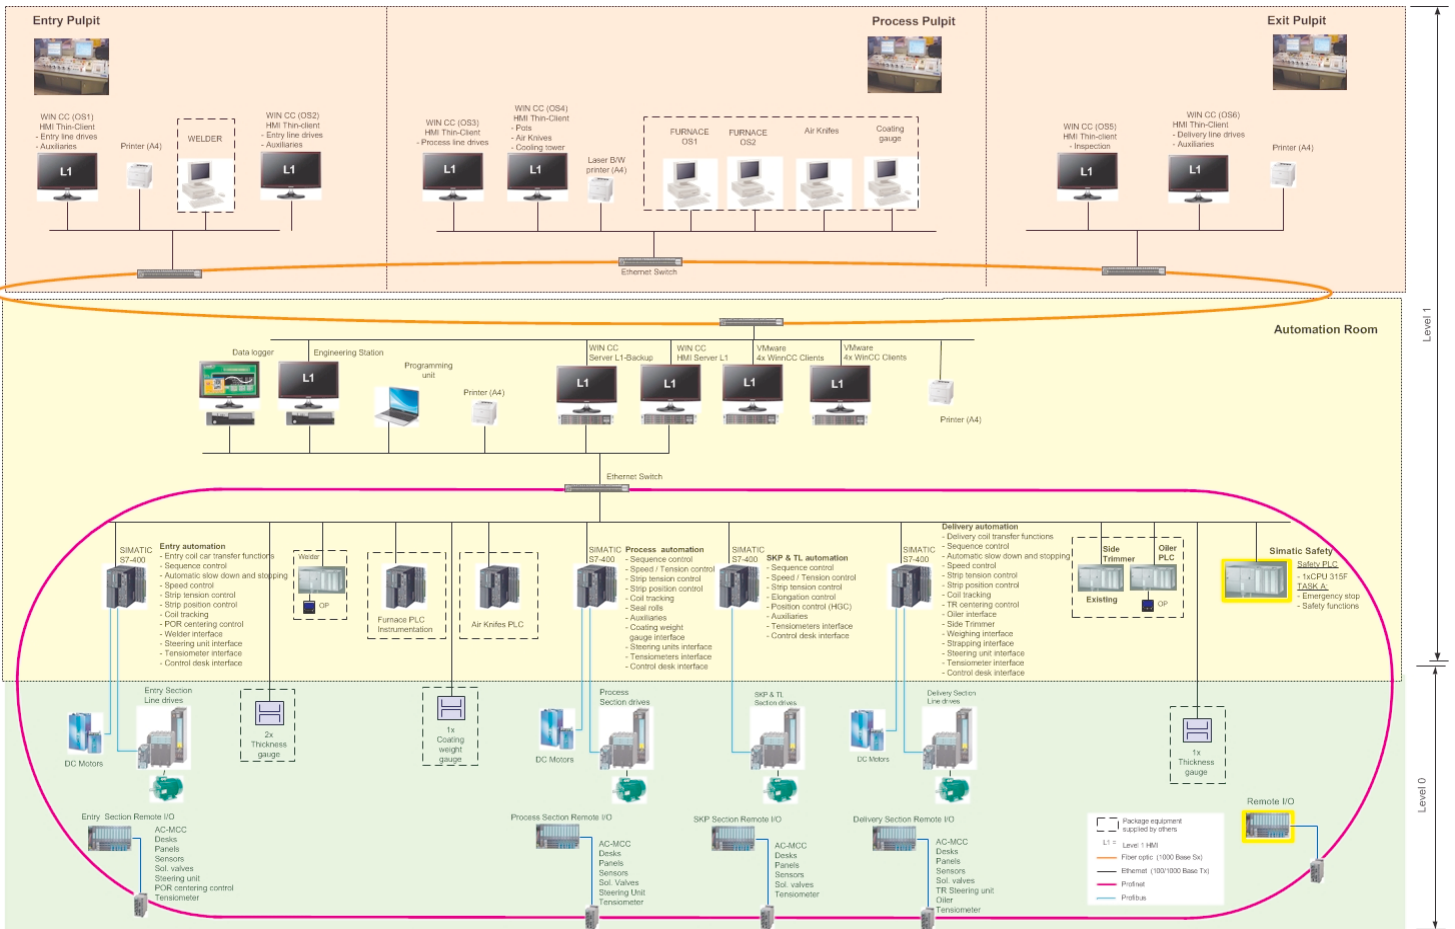 Entry Pulpit
Process Pulpit
Exit Pulpit
WIN CC (OS1)
HMI Thin-Client
- Entry line drives
- Auxiliaries
Printer (A4)
WELDER
WIN CC (OS2)
HMI Thin-client
- Entry line drives
- Auxiliaries
L1
L1
WIN CC (OS3)
HMI Thin-Client
- Process line drives
WIN CC (OS4)
HMI Thin-Client
- Pots
- Air Knives
- Cooling tower
Laser B/W
printer (A4)
FURNACE
OS1
FURNACE
OS2
Air Knifes
Coating
gauge
L1
L1
WIN CC (OS5)
HMI Thin-client
- Inspection
WIN CC (OS6)
HMI Thin-Client
- Delivery line drives
- Auxiliaries
Printer (A4)
L1
L1
Ethernet Switch
Level 1
Automation Room
Data logger
Engineering Station
L1
Programming
unit
Printer (A4)
WIN CC
Server L1-Backup
L1
WIN CC
HMI Server L1
L1
VMware
4x WinnCC Clients
L1
VMware
4x WinCC Clients
L1
Printer (A4)
Ethernet Switch
SIMATIC
S7-400
Entry automation
- Entry coil car transfer functions
- Sequence control
- Automatic slow down and stopping
- Speed control
- Strip tension control
- Strip position control
- Coil tracking
- POR centering control
- Welder interface
- Steering unit interface
- Tensiometer interface
- Control desk interface
Welder
OP
Furnace PLC
Instrumentation
Air Knifes PLC
SIMATIC
S7-400
Process automation
- Sequence control
- Speed / Tension control
- Strip tension control
- Strip position control
- Coil tracking
- Seal rolls
- Auxiliaries
- Coating weight
gauge interface
- Steering units interface
- Tensiometers interface
- Control desk interface
SIMATIC
S7-400
SKP & TL automation
- Sequence control
- Speed / Tension control
- Strip tension control
- Elongation control
- Position control (HGC)
- Auxiliaries
- Tensiometers interface
- Control desk interface
SIMATIC
S7-400
Delivery automation
- Delivery coil transfer functions
- Sequence control
- Automatic slow down and stopping
- Speed control
- Strip tension control
- Strip position control
- Coil tracking
- TR centering control
- Oiler interface
- Side Trimmer
- Weighing interface
- Strapping interface
- Steering unit interface
- Tensiometer interface
- Control desk interface
Side
Trimmer
Existing
Oiler
PLC
OP
Simatic Safety
Safety PLC
- 1xCPU 315F
TASK A:
- Emergency stop
- Safety functions
Level 0
DC Motors
Entry Section
Line drives
2x
Thickness
gauge
1x
Coating
weight
gauge
DC Motors
Process
Section drives
SKP & TL
Section drives
DC Motors
Delivery Section
Line drives
1x
Thickness
gauge
Entry Section Remote I/O
AC-MCC
Desks
Panels
Sensors
Sol. valves
Steering unit
POR centering control
Tensiometer
Process Section Remote I/O
AC-MCC
Desks
Panels
Sensors
Sol. Valves
Steering Unit
Tensiometer
SKP Section Remote I/O
AC-MCC
Desks
Panels
Sensors
Sol. valves
Tensiometer
Delivery Section Remote I/O
AC-MCC
Desks
Panels
Sensors
Sol. valves
TR Steering unit
Oiler
Tensiometer
Remote I/O
Package equipment
supplied by others
L1 = Level 1 HMI
Fiber optic (1000 Base Sx)
Ethernet (100/1000 Base Tx)
Profinet
Profibus